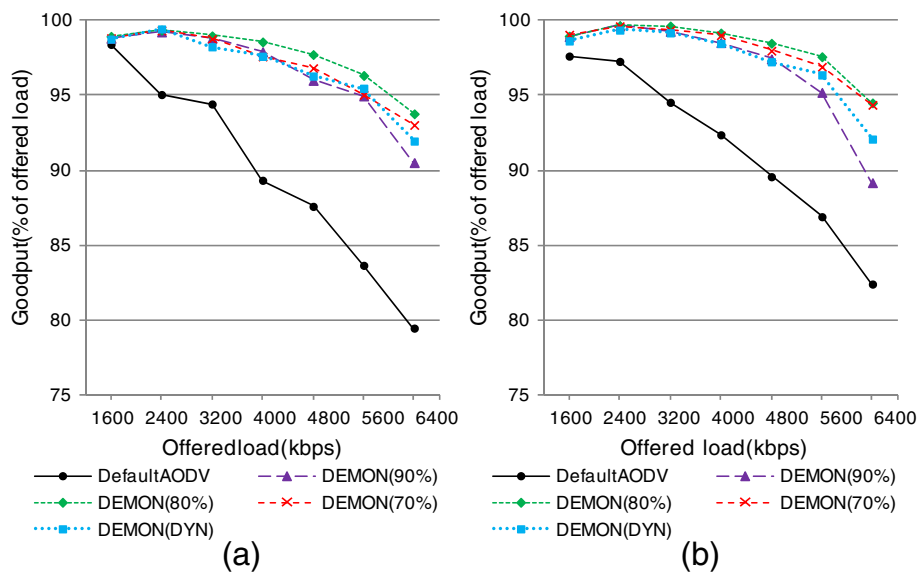 Goodput(% of offered load)
100
95
90
85
80
75
1600 2400 3200 4000 4800 5600 6400
Offeredload(kbps)
DefaultAODV
DEMON(90%)
DEMON(80%)
DEMON(70%)
DEMON(DYN)
(a)
Goodput(% of offered load)
100
95
90
85
80
75
1600 2400 3200 4000 4800 5600 6400
Offered load(kbps)
DefaultAODV
DEMON(90%)
DEMON(80%)
DEMON(70%)
DEMON(DYN)
(b)